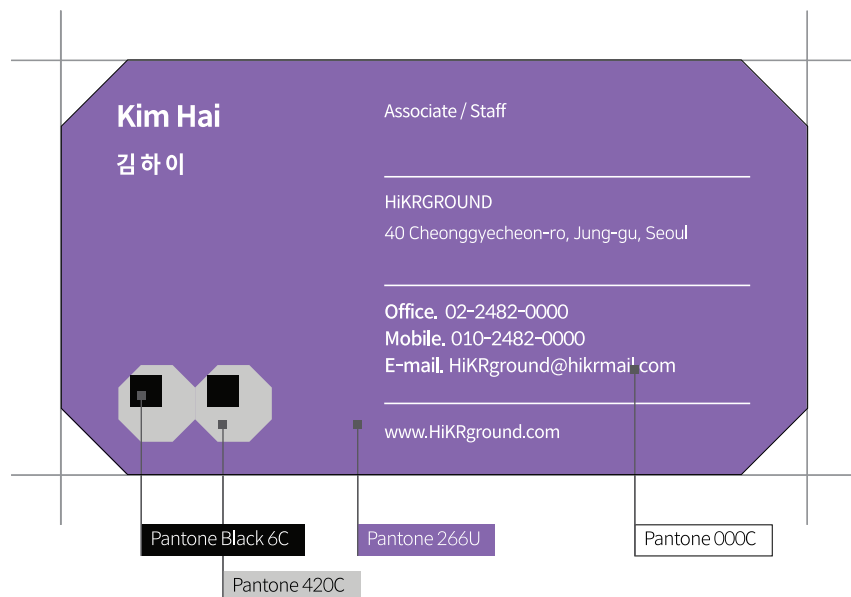 Kim Hai
김하이
Associate / Staff
HiKRGROUND
40 Cheonggyecheon-ro, Jung-gu, Seoul
Office. 02-2482-0000
Mobile. 010-2482-0000
E-mail. HiKRground@hikrmail.com
www.HiKRground.com
Pantone Black 6C
Pantone 266U
Pantone 000C
Pantone 420C